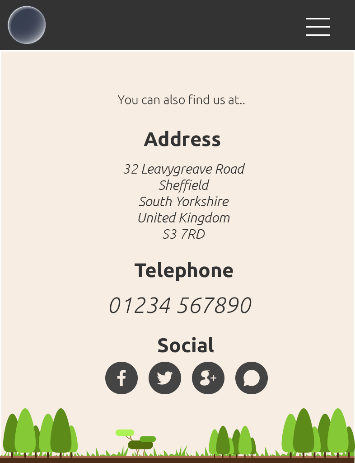 You can also find us at..
Address
32 Leavygreave Road
Sheffield
South Yorkshire
United Kingdom
S3 7RD
Telephone
01234 567890
Social